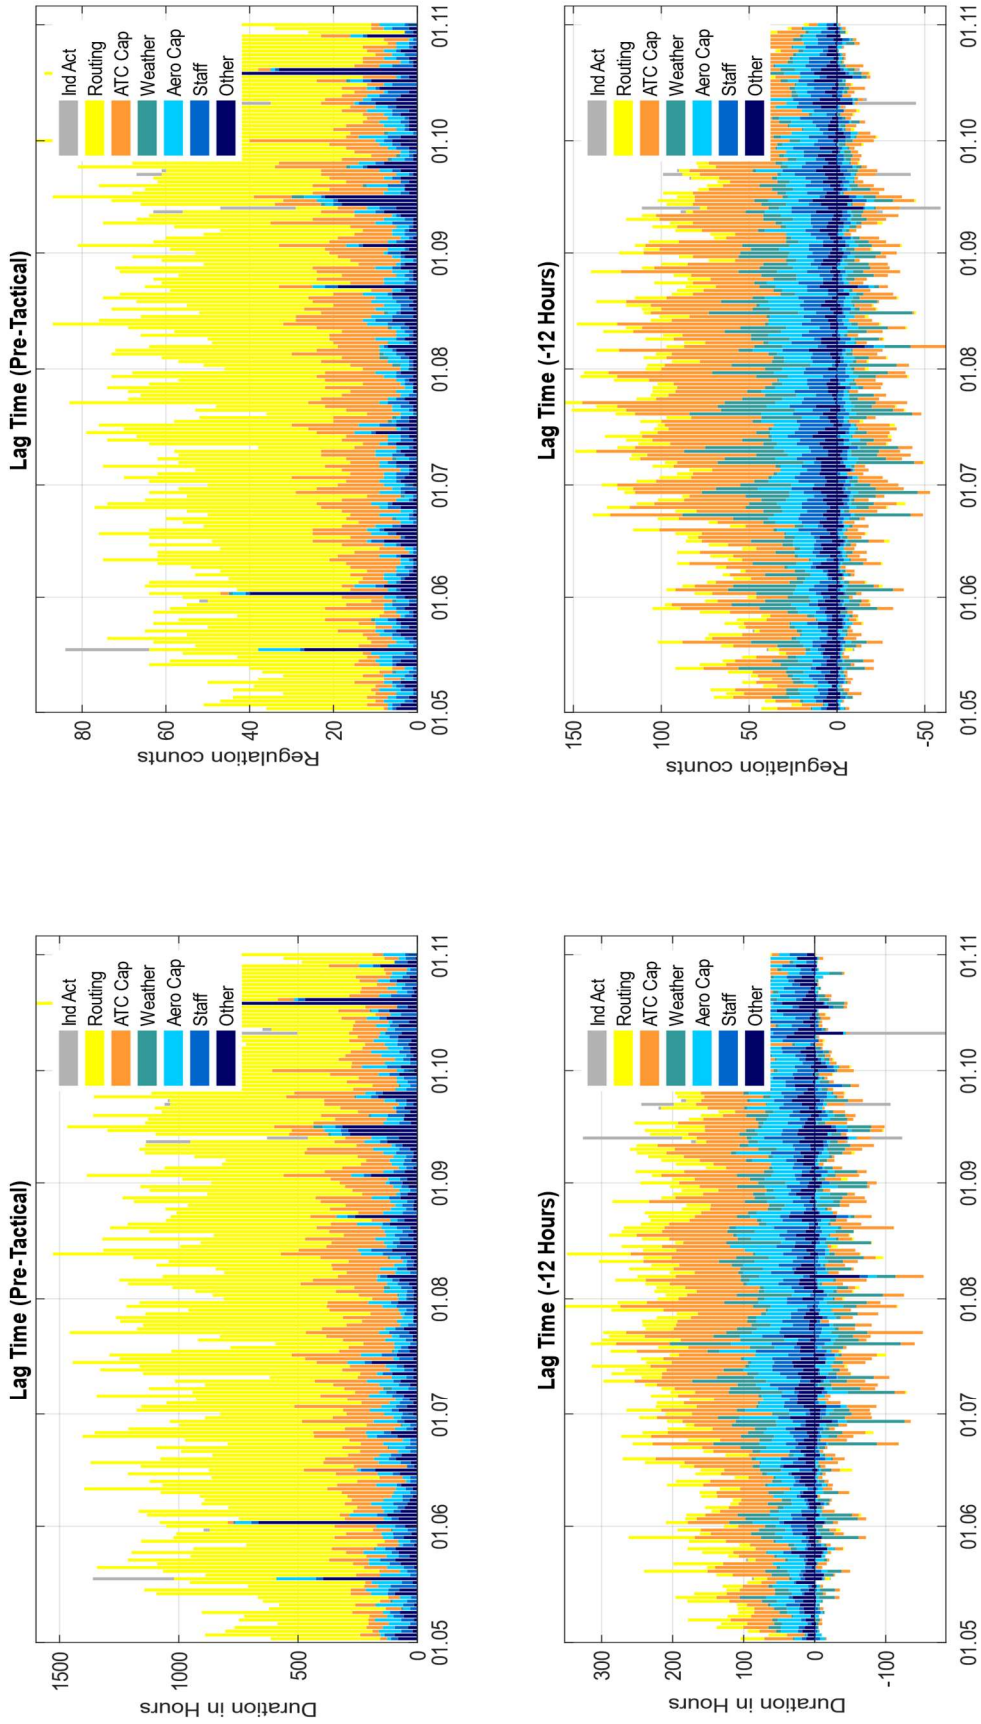 Lag Time (Pre-Tactical)
1500
1000
500
0
Duration in Hours
01.05
01.06
01.07
01.08
01.09
01.10
01.11
Ind Act
Routing
ATC Cap
Weather
Aero Cap
Staff
Other
Lag Time (Pre-Tactical)
80
60
40
20
0
Regulation counts
01.05
01.06
01.07
01.08
01.09
01.10
01.11
Ind Act
Routing
ATC Cap
Weather
Aero Cap
Staff
Other
Lag Time (-12 Hours)
300
200
100
0
-100
Duration in Hours
01.05
01.06
01.07
01.08
01.09
01.10
01.11
Ind Act
Routing
ATC Cap
Weather
Aero Cap
Staff
Other
Lag Time (-12 Hours)
150
100
50
0
-50
Regulation counts
01.05
01.06
01.07
01.08
01.09
01.10
01.11
Ind Act
Routing
ATC Cap
Weather
Aero Cap
Staff
Other